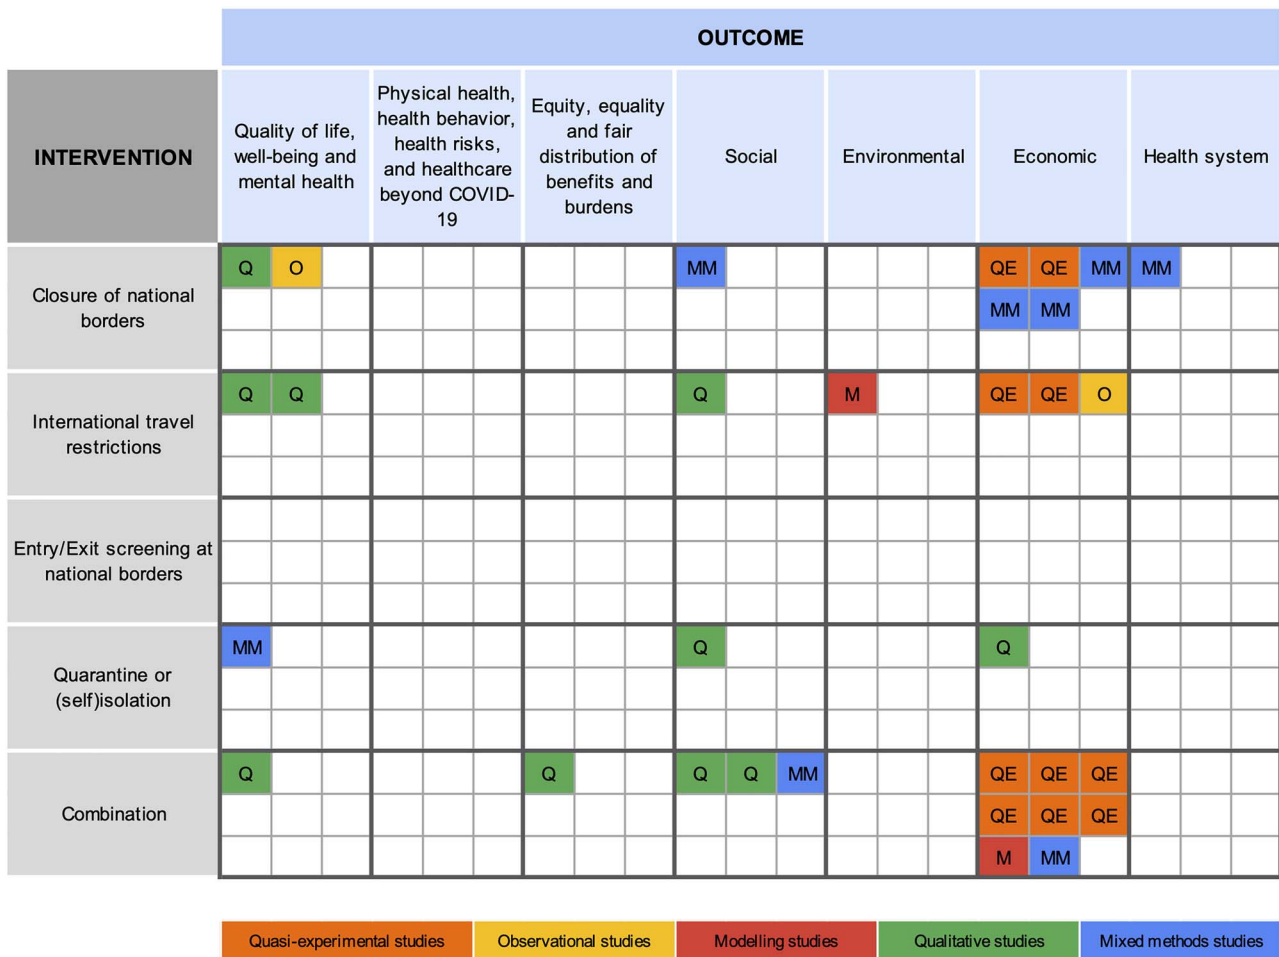 OUTCOME
INTERVENTION
Quality of life,
well-being and
mental health
Physical health,
health behavior,
health risks,
and healthcare
beyond COVID-
19
Equity, equality
and fair
distribution of
benefits and
burdens
Social
Environmental
Economic
Health system
Closure of national
borders
Q O MM QE QE MM MM
MM MM
International travel
restrictions
Q Q Q M QE QE O
Entry/Exit screening at
national borders
Quarantine or
(self)isolation
MM Q Q
Combination
Q Q Q Q MM QE QE QE
QE QE QE
M MM
Quasi-experimental studies
Observational studies
Modelling studies
Qualitative studies
Mixed methods studies